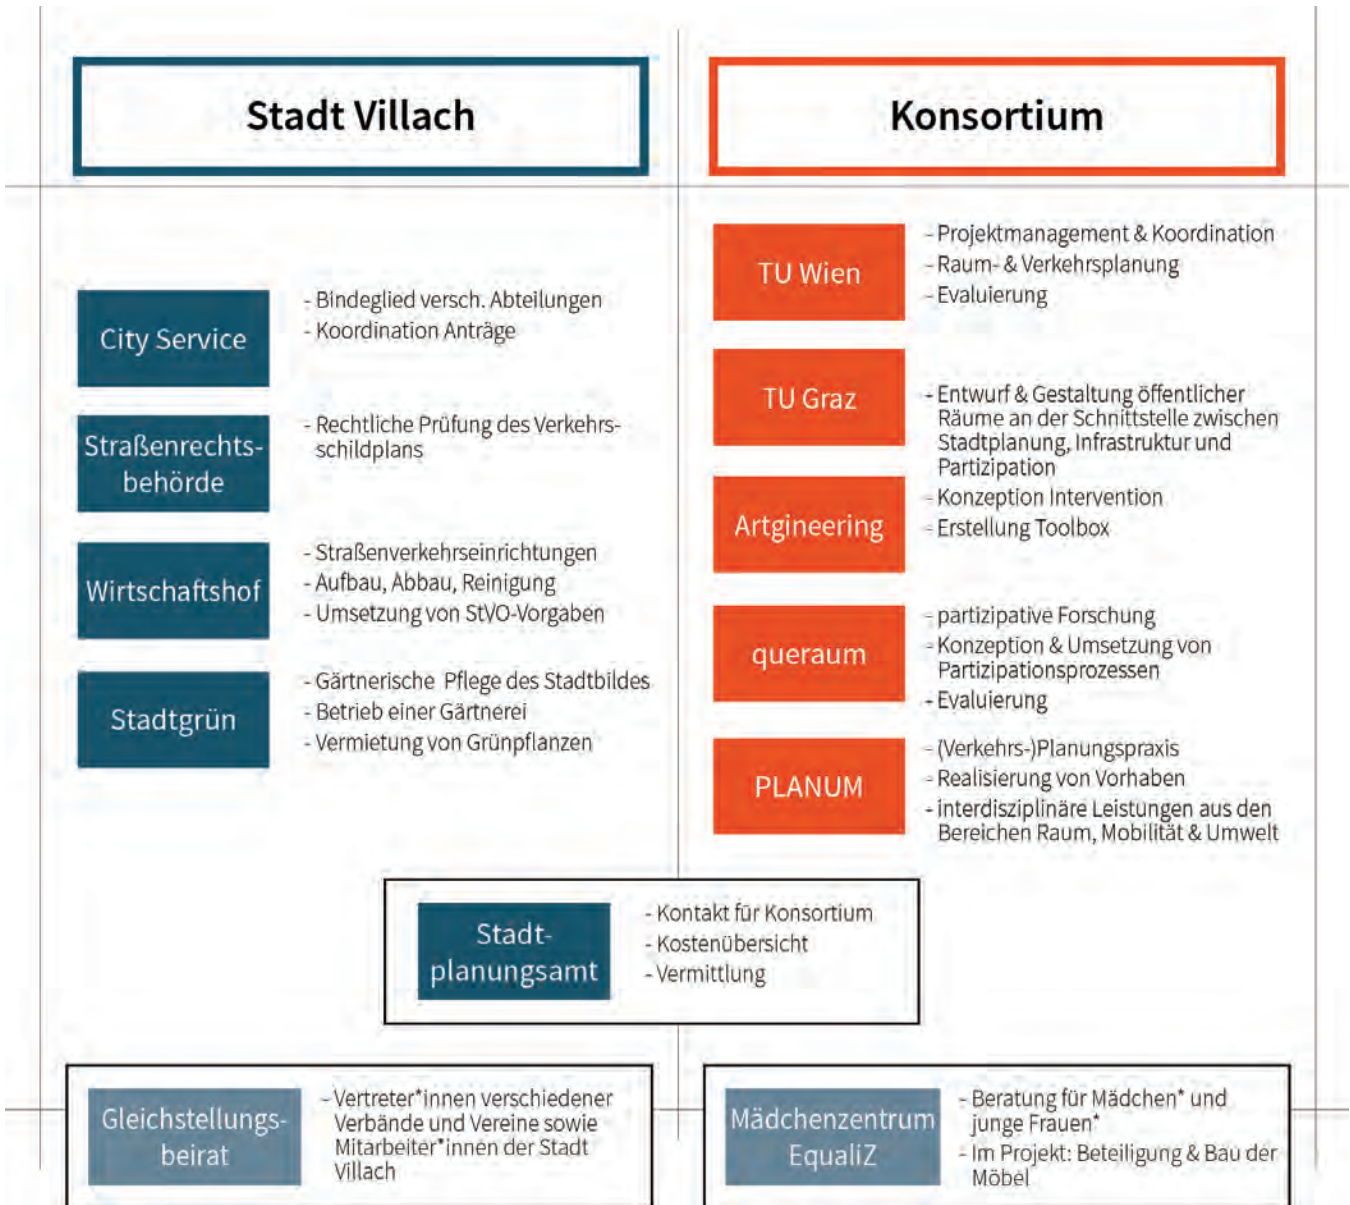 Stadt Villach
City Service
- Bindeglied versch. Abteilungen
- Koordination Anträge
Straßenrechts-
behörde
- Rechtliche Prüfung des Verkehrs-
schildplans
Wirtschaftshof
- Straßenverkehrseinrichtungen
- Aufbau, Abbau, Reinigung
- Umsetzung von StVO-Vorgaben
Stadtgrün
- Gärtnerische Pflege des Stadtbildes
- Betrieb einer Gärtnerei
- Vermietung von Grünpflanzen
Konsortium
TU Wien
- Projektmanagement & Koordination
- Raum- & Verkehrsplanung
- Evaluierung
TU Graz
Artgineering
- Entwurf & Gestaltung öffentlicher
Räume an der Schnittstelle zwischen
Stadtplanung, Infrastruktur und
Partizipation
- Konzeption Intervention
- Erstellung Toolbox
queraum
- partizipative Forschung
- Konzeption & Umsetzung von
Partizipationsprozessen
- Evaluierung
PLANUM
- (Verkehrs-)Planungspraxis
- Realisierung von Vorhaben
- interdisziplinäre Leistungen aus den
Bereichen Raum, Mobilität & Umwelt
Stadt-
planungsamt
- Kontakt für Konsortium
- Kostenübersicht
- Vermittlung
Gleichstellungs-
beirat
- Vertreter*innen verschiedener
Verbände und Vereine sowie
Mitarbeiter*innen der Stadt
Villach
Mädchenzentrum
EqualiZ
- Beratung für Mädchen* und
junge Frauen*
- Im Projekt: Beteiligung & Bau der
Möbel